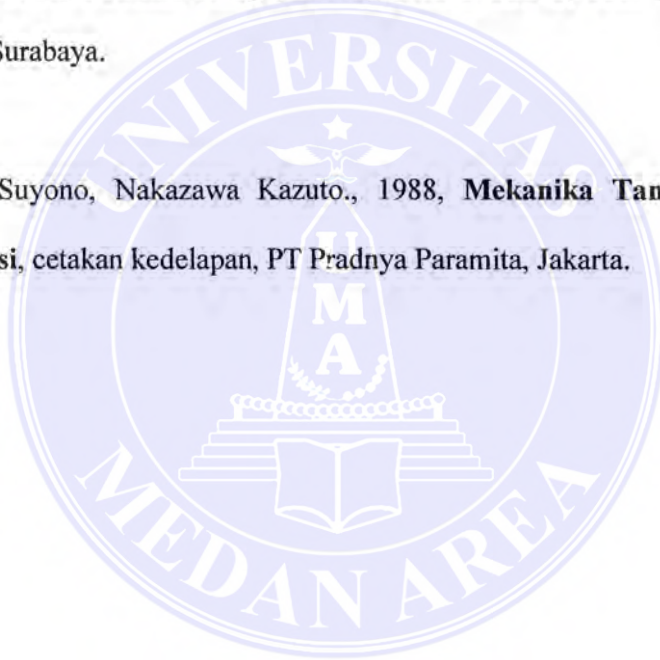 Surabaya.
UNIVERSITAS
Suyono, Nakazawa Kazuto., 1988, Mekanika Tan
si, cetakan kedelapan, PT Pradnya Paramita, Jakarta.
U
M
A
MEDAN AREA